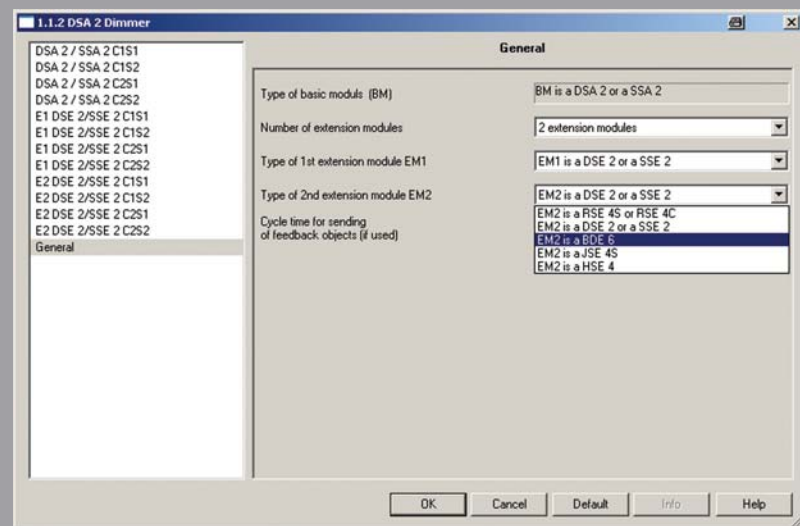 1.1.2 DSA 2 Dimmer
DSA 2 / SSA 2 C1S1
DSA 2 / SSA 2 C1S2
DSA 2 / SSA 2 C2S1
DSA 2 / SSA 2 C2S2
E1 DSE 2/SSE 2 C1S1
E1 DSE 2/SSE 2 C1S2
E1 DSE 2/SSE 2 C2S1
E1 DSE 2/SSE 2 C2S2
E2 DSE 2/SSE 2 C1S1
E2 DSE 2/SSE 2 C1S2
E2 DSE 2/SSE 2 C2S1
E2 DSE 2/SSE 2 C2S2
General
General
Type of basic moduls (BM)
BM is a DSA 2 or a SSA 2
Number of extension modules
2 extension modules
Type of 1st extension module EM1
EM1 is a DSE 2 or a SSE 2
Type of 2nd extension module EM2
EM2 is a DSE 2 or a SSE 2
Cycle time for sending
of feedback objects (if used)
EM2 is a RSE 4S or RSE 4C
EM2 is a DSE 2 or a SSE 2
EM2 is a BDE 6
EM2 is a JSE 4S
EM2 is a HSE 4
OK
Cancel
Default
Info
Help